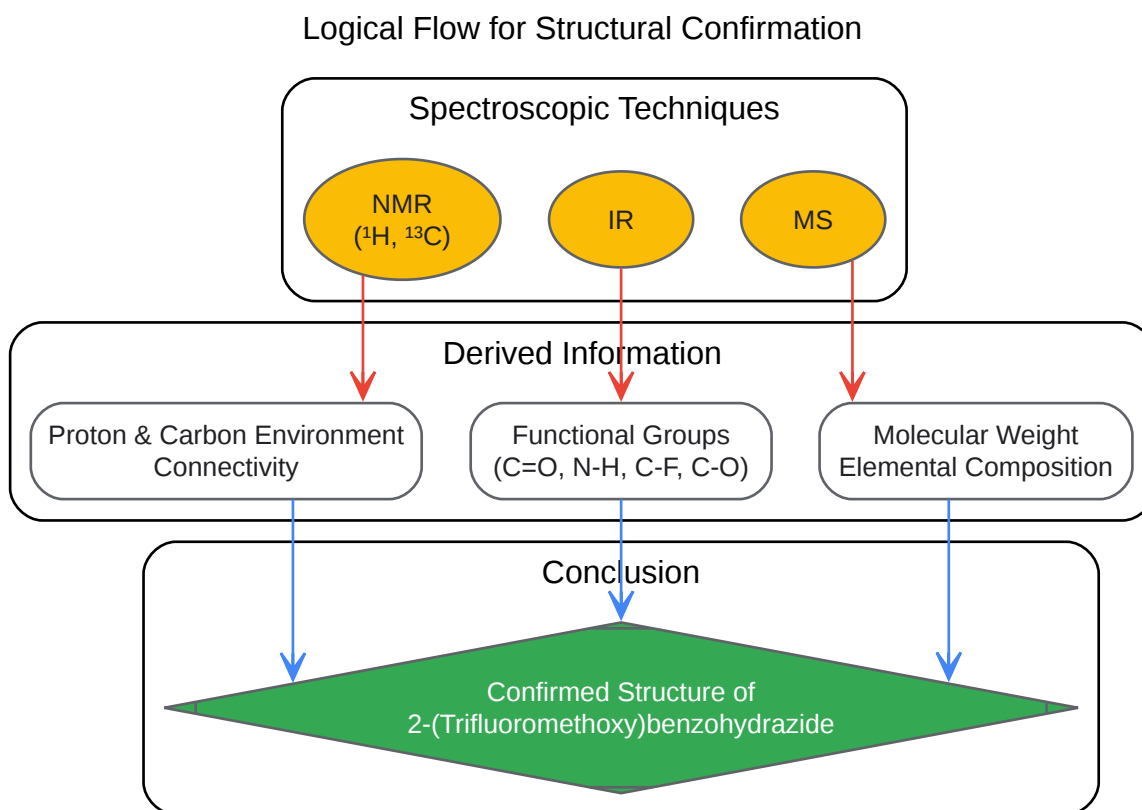 Logical Flow for Structural Confirmation
Spectroscopic Techniques
NMR
(¹H, ¹³C)
IR
MS
Derived Information
Proton & Carbon Environment
Connectivity
Functional Groups
(C=O, N-H, C-F, C-O)
Molecular Weight
Elemental Composition
Conclusion
Confirmed Structure of
2-(Trifluoromethoxy)benzohydrazide